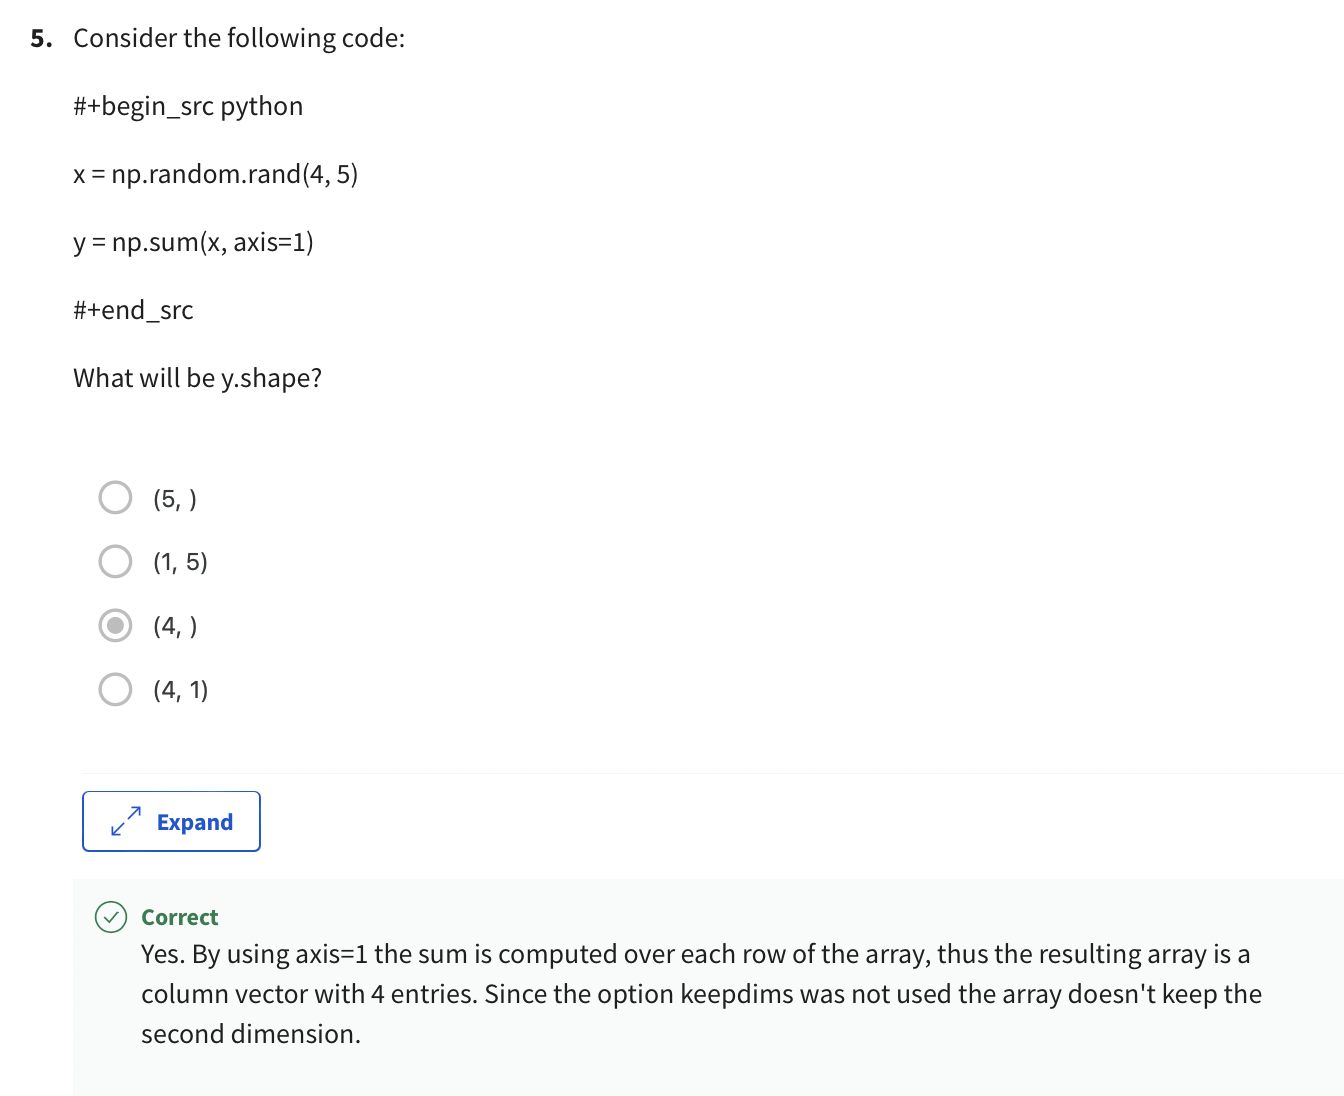 5. Consider the following code:
#+begin_src python
x = np.random.rand(4, 5)
y = np.sum(x, axis=1)
#+end_src
What will be y.shape?
(5, )
(1, 5)
(4, )
(4, 1)
Expand
Correct
Yes. By using axis=1 the sum is computed over each row of the array, thus the resulting array is a
column vector with 4 entries. Since the option keepdims was not used the array doesn't keep the
second dimension.